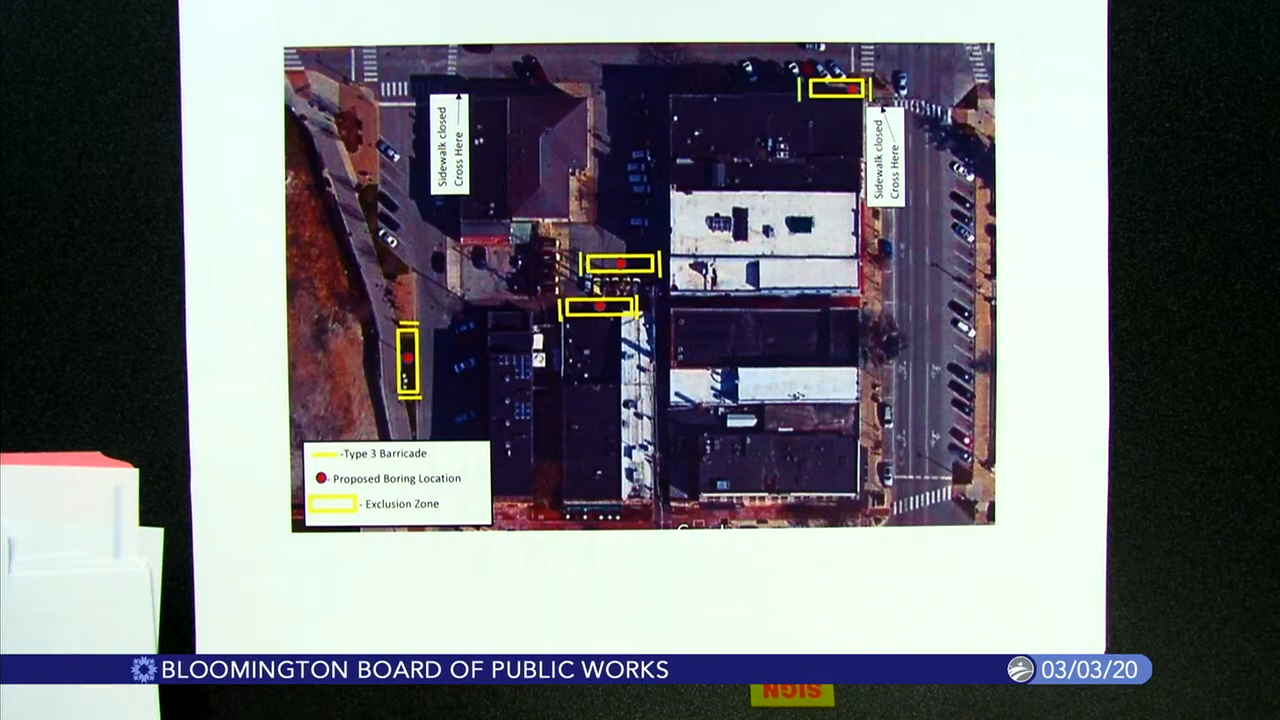 Sidewalk closed
Cross Here
Sidewalk closed
Cross Here
-Type 3 Barricade
- Proposed Boring Location
- Exclusion Zone
BLOOMINGTON BOARD OF PUBLIC WORKS
03/03/20
SIGN